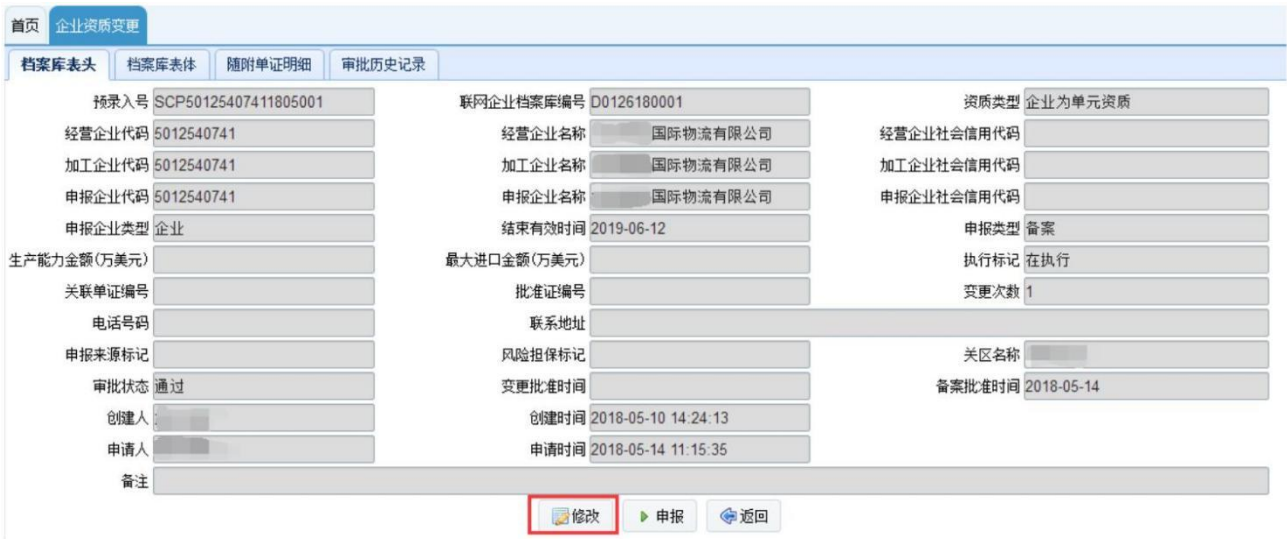 首页 企业资质变更
档案库表头 档案库表体 随附单证明细 审批历史记录
预录入号 SCP50125407411805001 联网企业档案库编号 D0126180001 资质类型 企业为单元资质
经营企业代码 5012540741 经营企业名称 国际物流有限公司 经营企业社会信用代码
加工企业代码 5012540741 加工企业名称 国际物流有限公司 加工企业社会信用代码
申报企业代码 5012540741 申报企业名称 国际物流有限公司 申报企业社会信用代码
申报企业类型 企业 结束有效时间 2019-06-12 申报类型 备案
生产能力金额(万美元) 最大进口金额(万美元) 执行标记 在执行
关联单证编号 批准证编号 变更次数 1
电话号码 联系地址
申报来源标记 风险担保标记 关区名称
审批状态 通过 变更批准时间 备案批准时间 2018-05-14
创建人 创建时间 2018-05-10 14:24:13
申请人 申请时间 2018-05-14 11:15:35
备注
修改 申报 返回